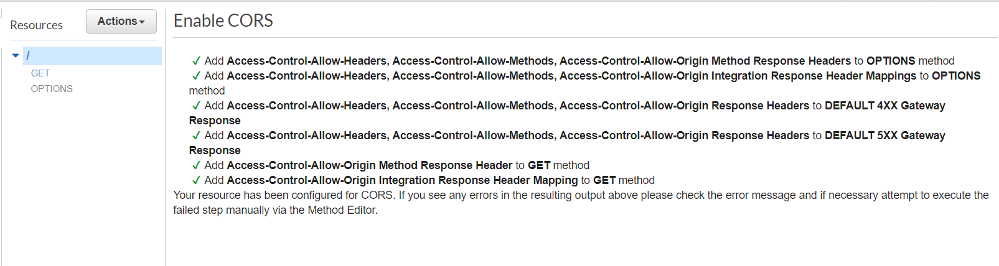 Resources
Actions
/
GET
OPTIONS
Enable CORS
✓ Add Access-Control-Allow-Headers, Access-Control-Allow-Methods, Access-Control-Allow-Origin Method Response Headers to OPTIONS method
✓ Add Access-Control-Allow-Headers, Access-Control-Allow-Methods, Access-Control-Allow-Origin Integration Response Header Mappings to OPTIONS
method
✓ Add Access-Control-Allow-Headers, Access-Control-Allow-Methods, Access-Control-Allow-Origin Response Headers to DEFAULT 4XX Gateway
Response
✓ Add Access-Control-Allow-Headers, Access-Control-Allow-Methods, Access-Control-Allow-Origin Response Headers to DEFAULT 5XX Gateway
Response
✓ Add Access-Control-Allow-Origin Method Response Header to GET method
✓ Add Access-Control-Allow-Origin Integration Response Header Mapping to GET method
Your resource has been configured for CORS. If you see any errors in the resulting output above please check the error message and if necessary attempt to execute the
failed step manually via the Method Editor.